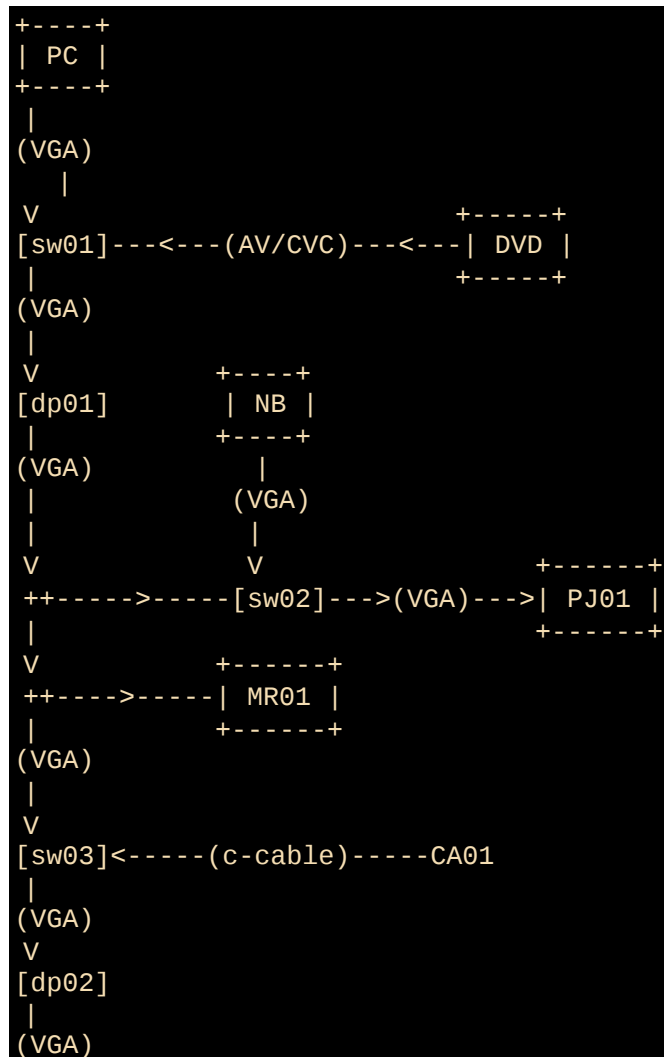 +----+
| PC |
+----+
 |
(VGA)
   |
 V                          +-----+
[sw01]---<---(AV/CVC)---<---| DVD |
 |                          +-----+
(VGA)
 |
 V           +----+
[dp01]       | NB |
 |           +----+
(VGA)          |
 |           (VGA)
 |             |
 V             V                 +------+
 ++----->-----[sw02]--->(VGA)--->| PJ01 |
 |                               +------+
 V           +------+
 ++---->-----| MR01 |
 |           +------+
(VGA)
 |
 V
[sw03]<-----(c-cable)-----CA01
 |
(VGA)
 V
[dp02]
 |
(VGA)